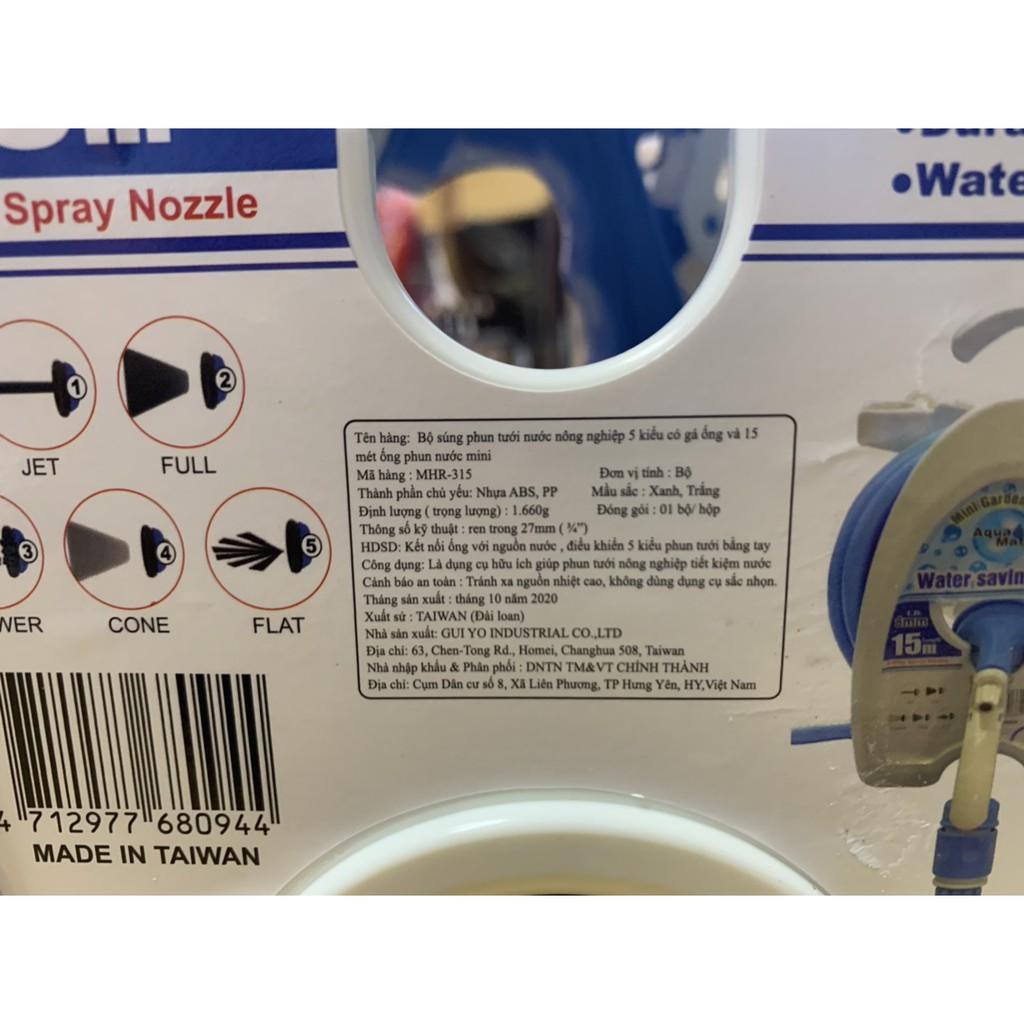 Spray Nozzle
1
2
JET
FULL
3
4
5
CONE
FLAT
4 712977 680944
MADE IN TAIWAN
Tên hàng: Bộ súng phun tưới nước nông nghiệp 5 kiểu có gá ống và 15
mét ống phun nước mini
Mã hàng : MHR-315 Đơn vị tính : Bộ
Thành phần chủ yếu: Nhựa ABS, PP Mầu sắc : Xanh, Trắng
Định lượng ( trọng lượng) : 1.660g Đóng gói : 01 bộ/ hộp
Thông số kỹ thuật : ren trong 27mm ( ¾")
HDSD: Kết nối ống với nguồn nước , điều khiển 5 kiểu phun tưới bằng tay
Công dụng: Là dụng cụ hữu ích giúp phun tưới nông nghiệp tiết kiệm nước
Cảnh báo an toàn : Tránh xa nguồn nhiệt cao, không dùng dụng cụ sắc nhọn.
Tháng sản xuất : tháng 10 năm 2020
Xuất sứ : TAIWAN (Đài loan)
Nhà sản xuất: GUI YO INDUSTRIAL CO.,LTD
Địa chỉ: 63, Chen-Tong Rd., Homei, Changhua 508, Taiwan
Nhà nhập khẩu & Phân phối : DNTN TM&VT CHÍNH THÀNH
Địa chỉ: Cụm Dân cư số 8, Xã Liên Phương, TP Hưng Yên, HY,Việt Nam
Mini Garden
Aqua
Water savin
I.D.
8mm
15m